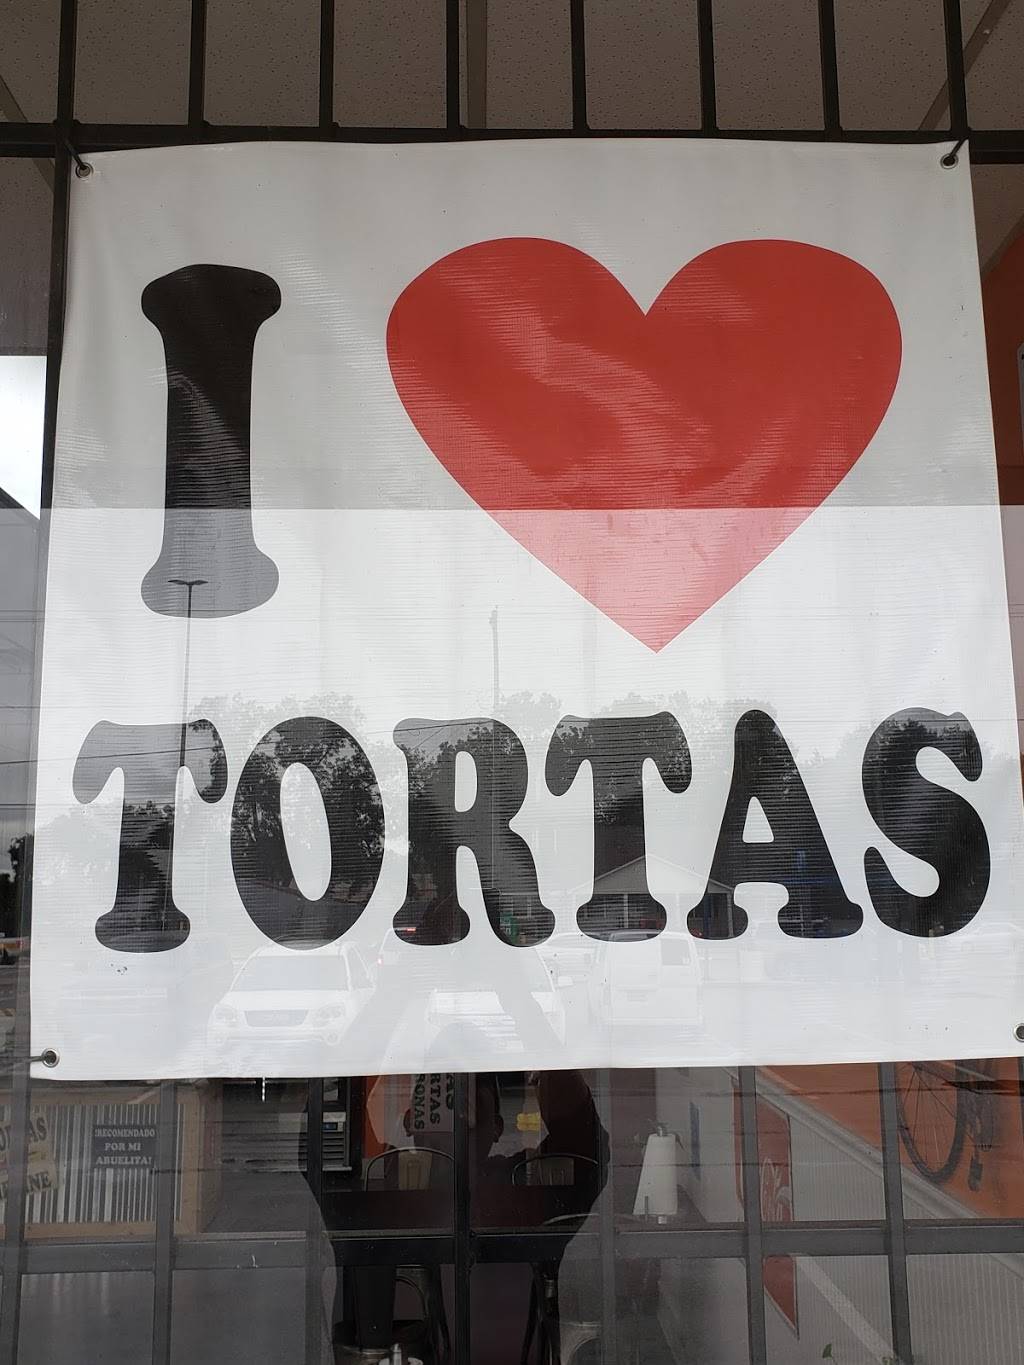 I ♥
TORTAS
¡RECOMENDADO
POR MI
ABUELITA!